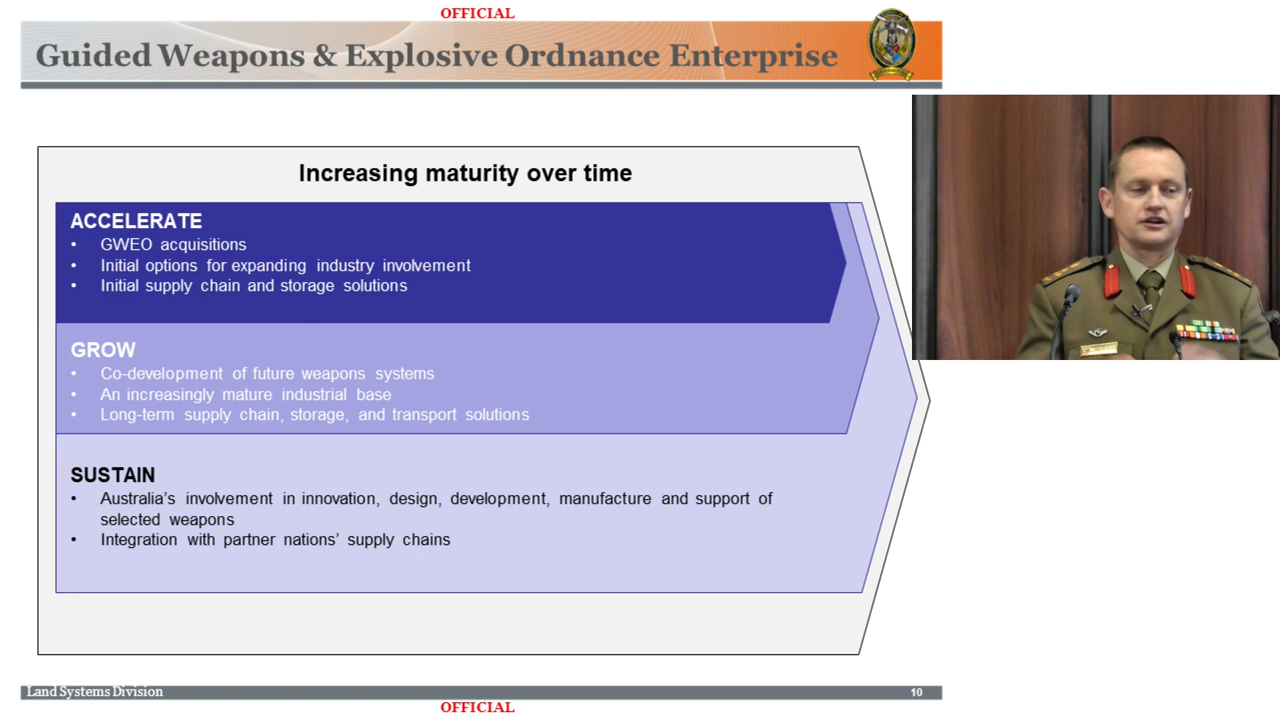 OFFICIAL
Guided Weapons & Explosive Ordnance Enterprise
Increasing maturity over time
ACCELERATE
• GWEO acquisitions
• Initial options for expanding industry involvement
• Initial supply chain and storage solutions
GROW
• Co-development of future weapons systems
• An increasingly mature industrial base
• Long-term supply chain, storage, and transport solutions
SUSTAIN
• Australia's involvement in innovation, design, development, manufacture and support of
selected weapons
• Integration with partner nations' supply chains
Land Systems Division
10
OFFICIAL